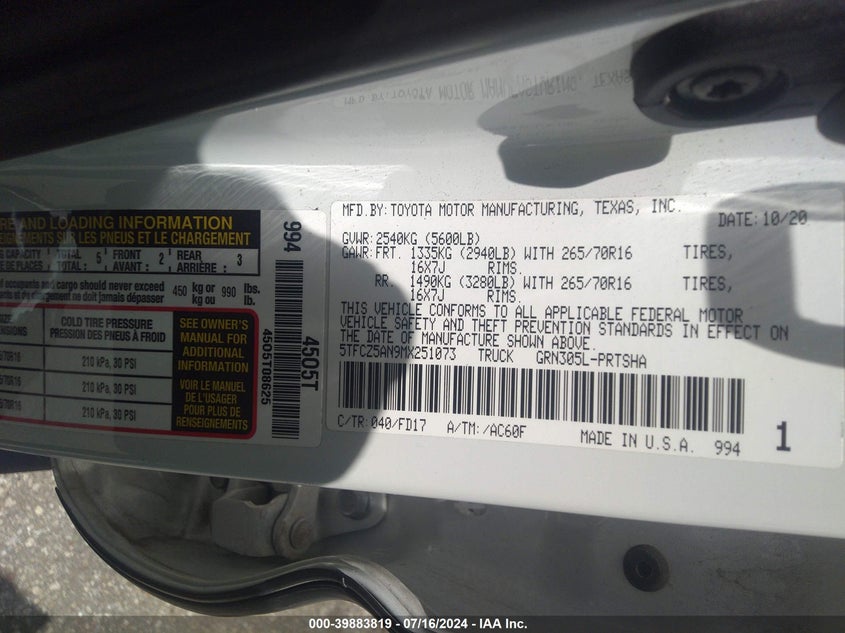 RE AND LOADING INFORMATION
EIGNEMENTS SUR LES PNEUS ET LE CHARGEMENT
CAPACITY TOTAL : 5 FRONT 2 REAR 3
DE PLACES TOTAL : AVANT : ARRIÈRE :
of occupants and cargo should never exceed 450 kg or 990 lbs.
et du chargement ne doit jamais dépasser kg ou lb.
COLD TIRE PRESSURE
PRESSION DES PNEUS À FROID
70R16 210 kPa, 30 PSI
210 kPa, 30 PSI
70R16 210 kPa, 30 PSI
SEE OWNER'S
MANUAL FOR
ADDITIONAL
INFORMATION
VOIR LE MANUEL
DE L'USAGER
POUR PLUS DE
RENSEIGNEMENTS
994
4505T08625
4505T
MFD.BY:TOYOTA MOTOR MANUFACTURING, TEXAS, INC. DATE:10/20
GVWR:2540KG (5600LB)
GAWR:FRT. 1335KG (2940LB) WITH 265/70R16 TIRES,
16X7J RIMS.
RR. 1490KG (3280LB) WITH 265/70R16 TIRES,
16X7J RIMS.
THIS VEHICLE CONFORMS TO ALL APPLICABLE FEDERAL MOTOR
VEHICLE SAFETY AND THEFT PREVENTION STANDARDS IN EFFECT ON
THE DATE OF MANUFACTURE SHOWN ABOVE.
5TFCZ5AN9MX251073 TRUCK GRN305L-PRTSHA
C/TR:040/FD17 A/TM:/AC60F MADE IN U.S.A. 994 1
000-39883819 - 07/16/2024 - IAA Inc.